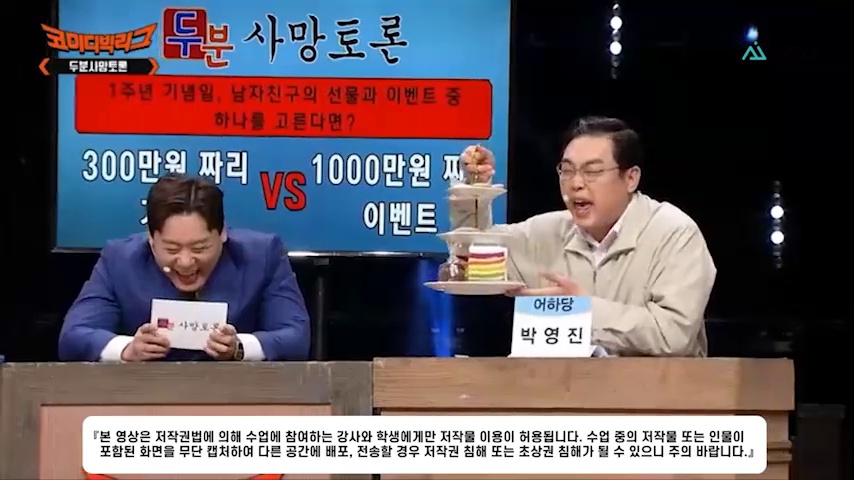 코미디빅리그
두분사망토론
두분 사망토론
1주년 기념일, 남자친구의 선물과 이벤트 중
하나를 고른다면?
300만원 짜리
VS
1000만원
이벤트
두분 사망토론
어하당
박영진
『본 영상은 저작권법에 의해 수업에 참여하는 강사와 학생에게만 저작물 이용이 허용됩니다. 수업 중의 저작물 또는 인물이
포함된 화면을 무단 캡처하여 다른 공간에 배포, 전송할 경우 저작권 침해 또는 초상권 침해가 될 수 있으니 주의 바랍니다.』